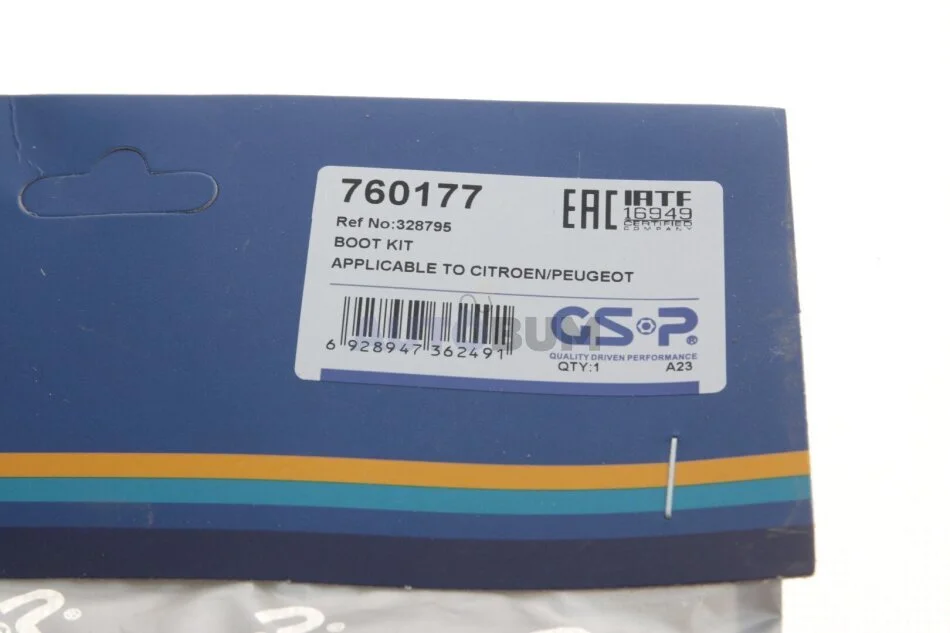 760177
EAC IATF
16949
CERTIFIED
COMPANY
Ref No:328795
BOOT KIT
APPLICABLE TO CITROEN/PEUGEOT
AUTOBUM
GSP®
QUALITY DRIVEN PERFORMANCE
6 928947 362491
QTY:1 A23